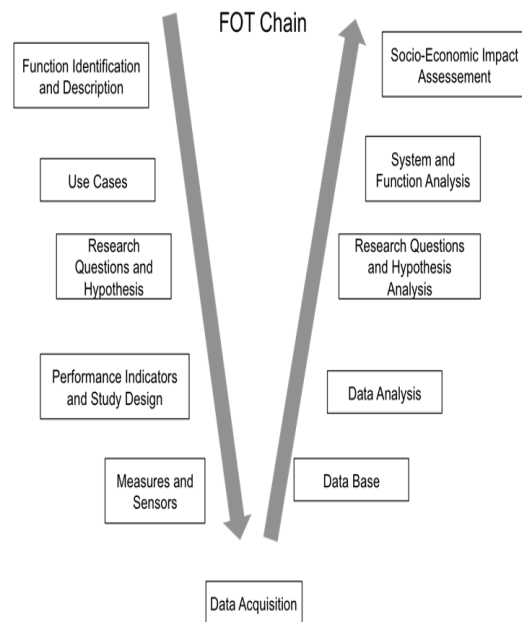 FOT Chain
Function Identification
and Description
Use Cases
Research
Questions and
Hypothesis
Performance Indicators
and Study Design
Measures and
Sensors
Data Acquisition
Data Base
Data Analysis
Research Questions
and Hypothesis
Analysis
System and
Function Analysis
Socio-Economic Impact
Assessement